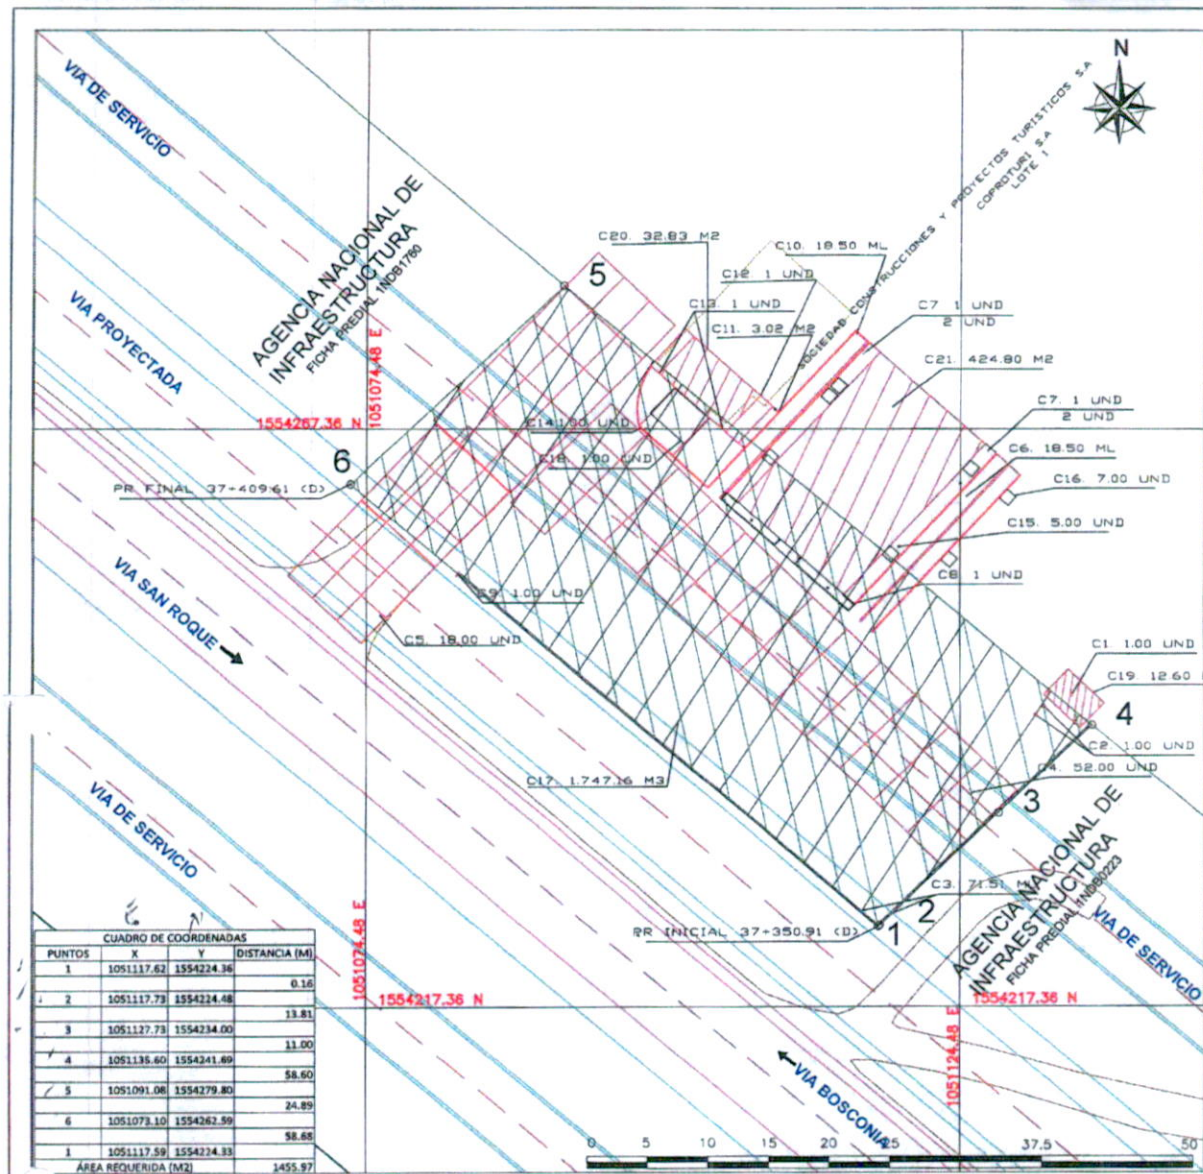 VIA DE SERVICIO
N
SOCIEDAD CONSTRUCCIONES Y PROYECTOS TURISTICOS S.A
COPROTURI S.A
LOTE 1
AGENCIA NACIONAL DE
INFRAESTRUCTURA
FICHA PREDIAL 1NDB1760
1051074.48 E
C20. 32.83 M2
C10. 18.50 ML
C12. 1 UND
C13. 1 UND
C11. 3.02 M2
C7. 1 UND
2 UND
C21. 424.80 M2
5
VIA PROYECTADA
C7. 1 UND
2 UND
1554267.36 N
C14. 1.00 UND
C6. 18.50 ML
C18. 1.00 UND
6
C16. 7.00 UND
PR FINAL 37+409.61 (D)
C15. 5.00 UND
VIA SAN ROQUE
C8. 1 UND
C9. 1.00 UND
C5. 18.00 UND
C1. 1.00 UND
C19. 12.60
4
C2. 1.00 UND
C4. 52.00 UND
C17. 1.747.16 M3
3
VIA DE SERVICIO
AGENCIA NACIONAL DE
INFRAESTRUCTURA
FICHA PREDIAL 1NDB0223
C3. 71.51
2
PR INICIAL 37+350.91 (D)
1
VIA DE SERVICIO
1051074.48 E
1554217.36 N
1554217.36 N
1051124.48 E
VIA BOSCONIA
E N
CUADRO DE COORDENADAS
PUNTOS X Y DISTANCIA (M)
1 1051117.62 1554224.36
0.16
2 1051117.73 1554224.48
13.81
3 1051127.73 1554234.00
11.00
4 1051135.60 1554241.69
58.60
5 1051091.08 1554279.80
24.89
6 1051073.10 1554262.59
58.68
1 1051117.59 1554224.33
ÁREA REQUERIDA (M2) 1455.97
0 5 10 15 20 25 37.5 50